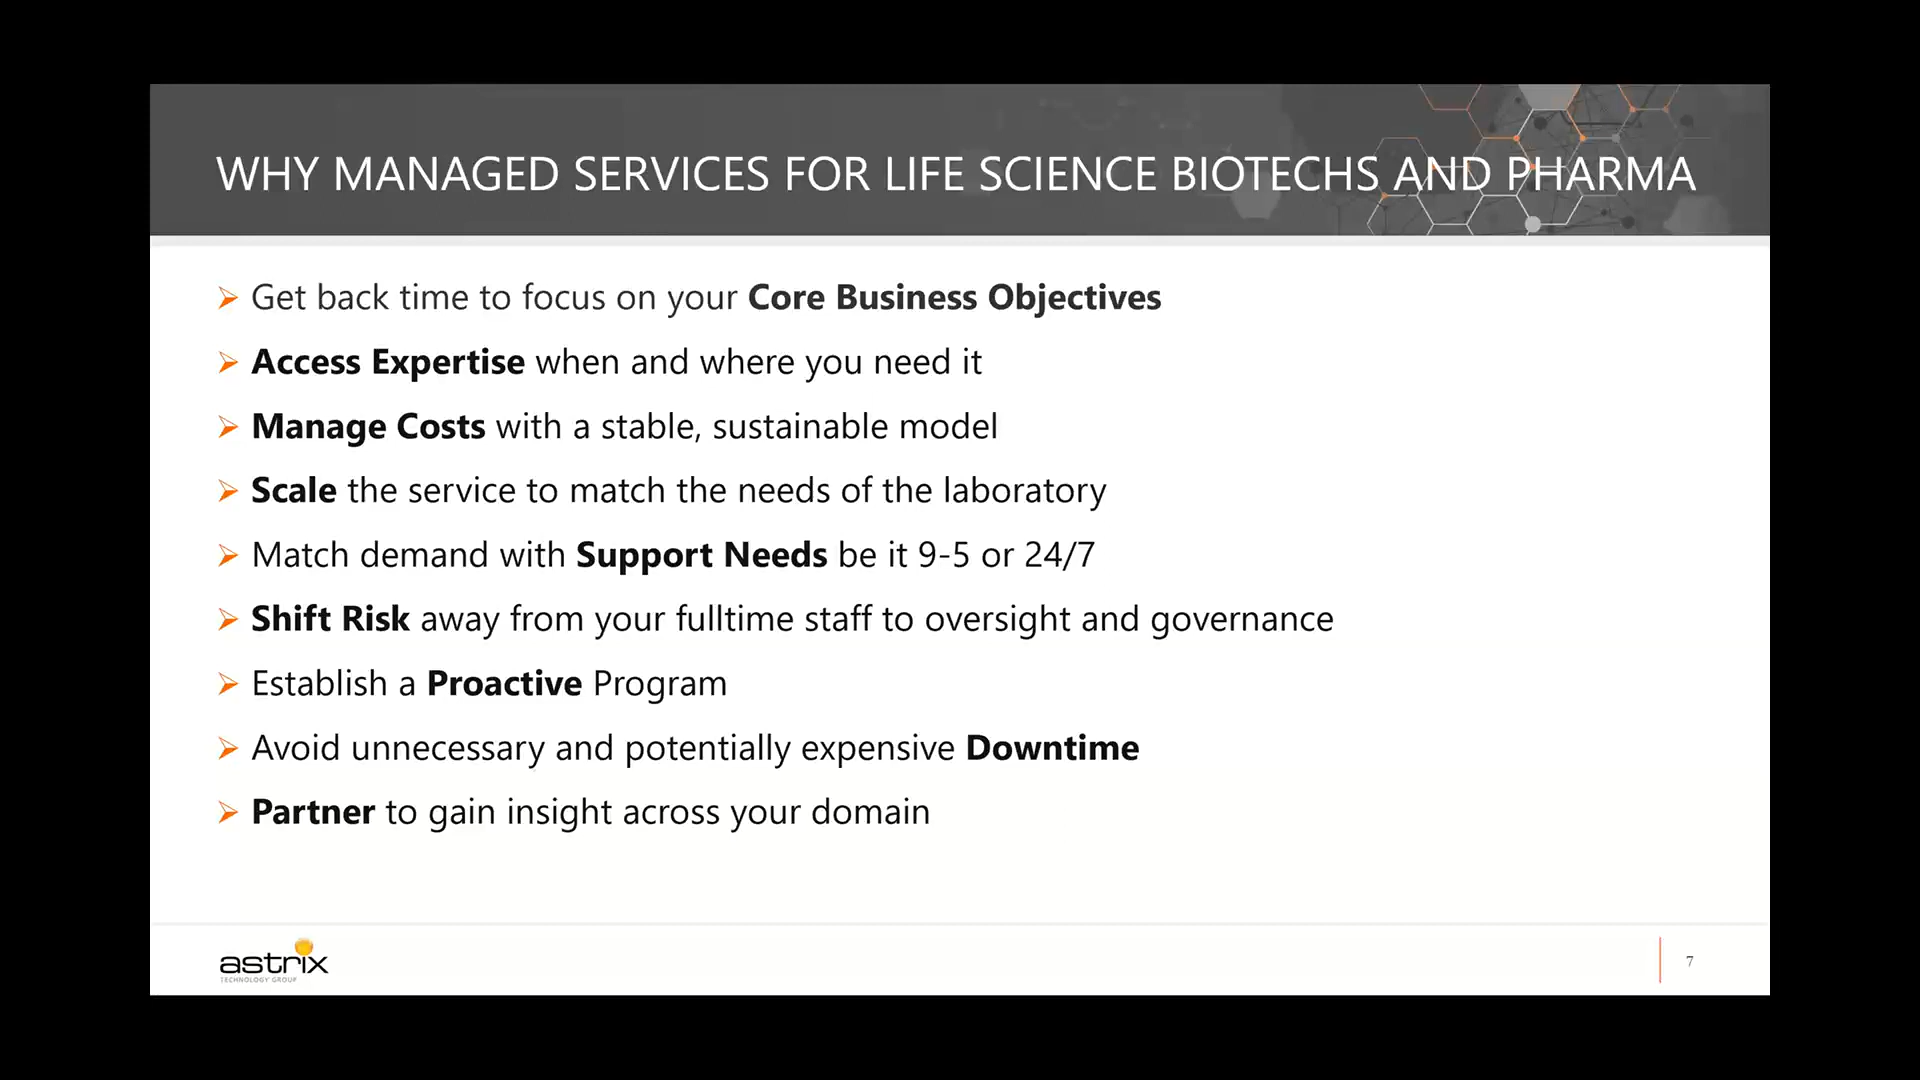 WHY MANAGED SERVICES FOR LIFE SCIENCE BIOTECHS AND PHARMA
Get back time to focus on your Core Business Objectives
Access Expertise when and where you need it
Manage Costs with a stable, sustainable model
Scale the service to match the needs of the laboratory
Match demand with Support Needs be it 9-5 or 24/7
Shift Risk away from your fulltime staff to oversight and governance
Establish a Proactive Program
Avoid unnecessary and potentially expensive Downtime
Partner to gain insight across your domain
astrix
TECHNOLOGY GROUP
7